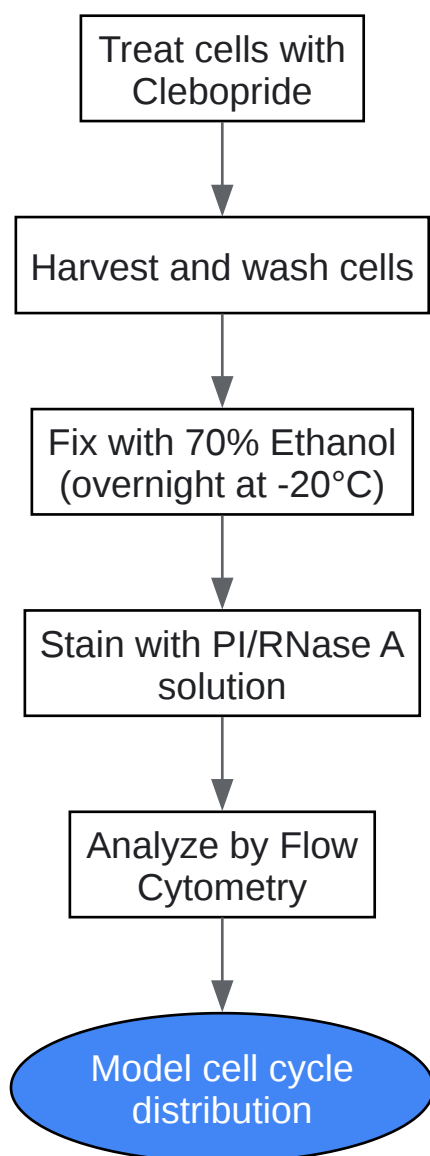 Treat cells with
Clebopride
Harvest and wash cells
Fix with 70% Ethanol
(overnight at -20°C)
Stain with PI/RNase A
solution
Analyze by Flow
Cytometry
Model cell cycle
distribution